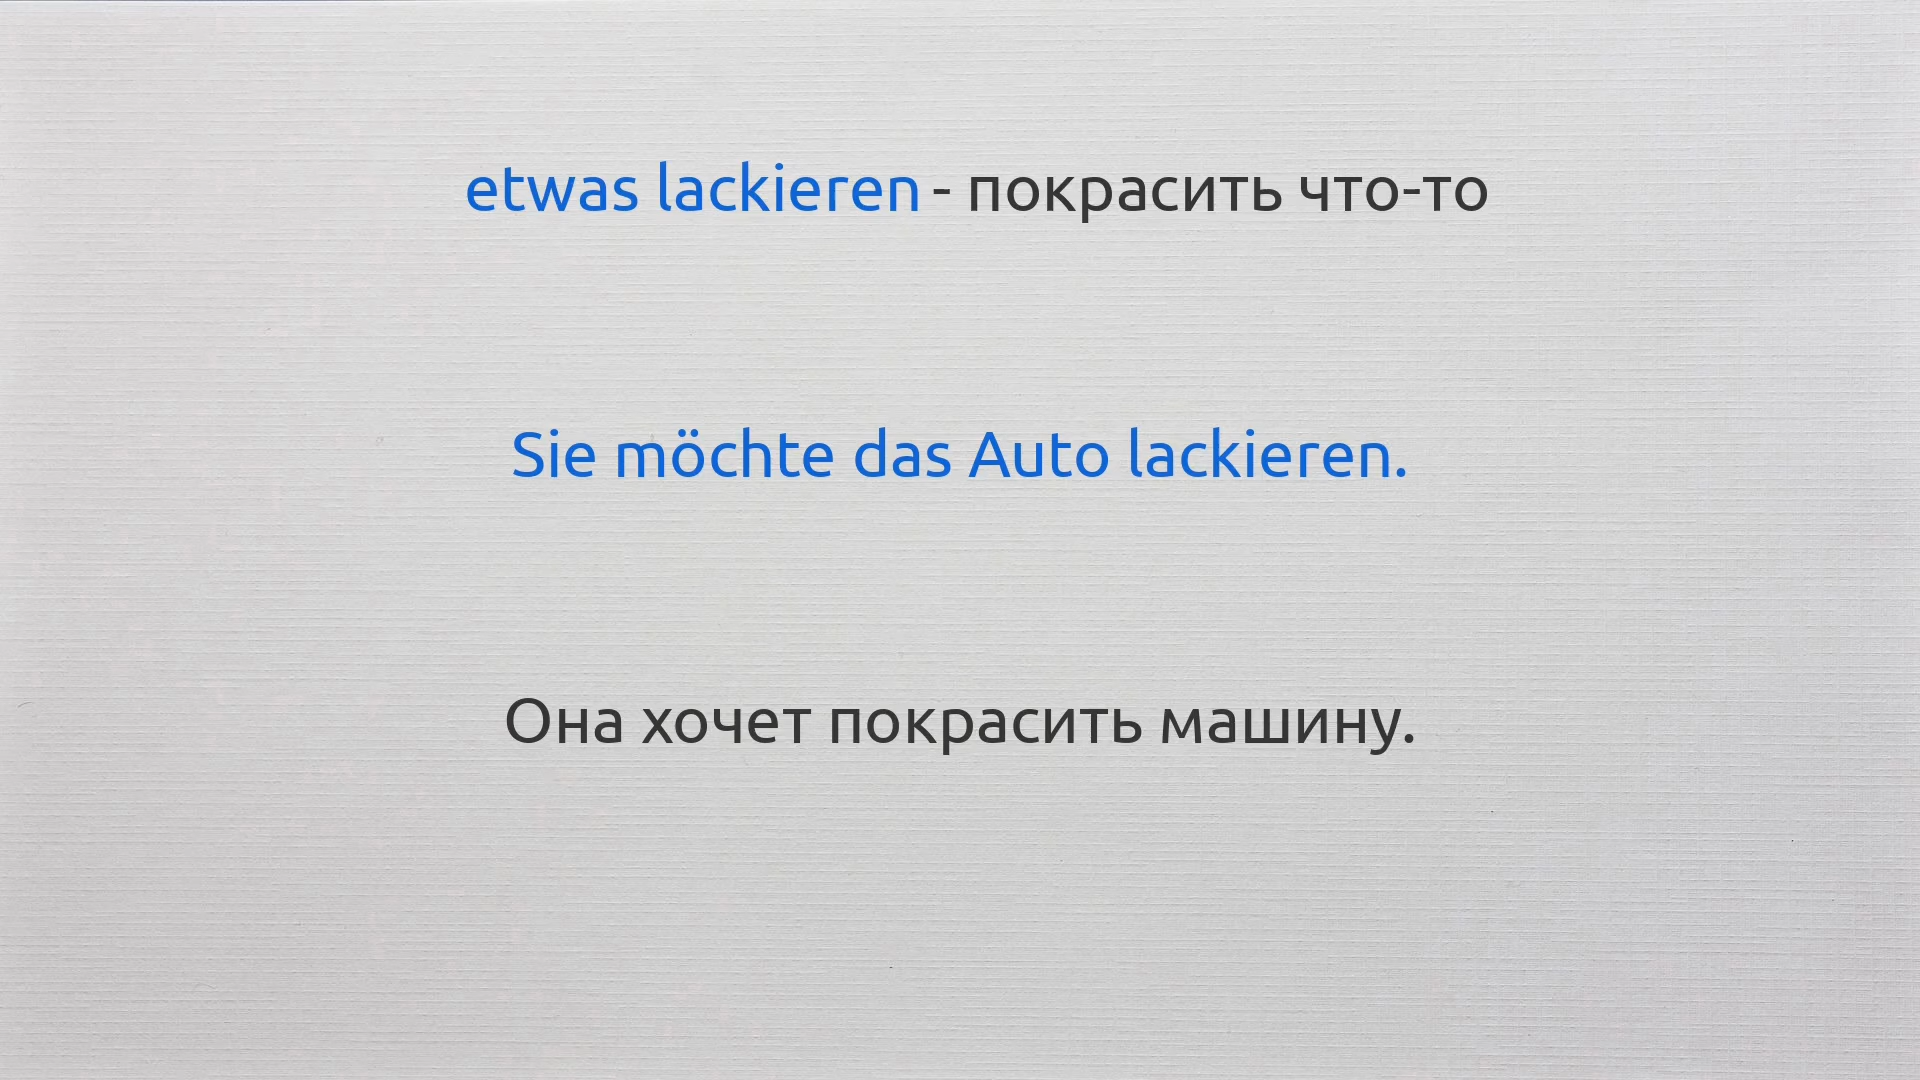 etwas lackieren - покрасить что-то
Sie möchte das Auto lackieren.
Она хочет покрасить машину.